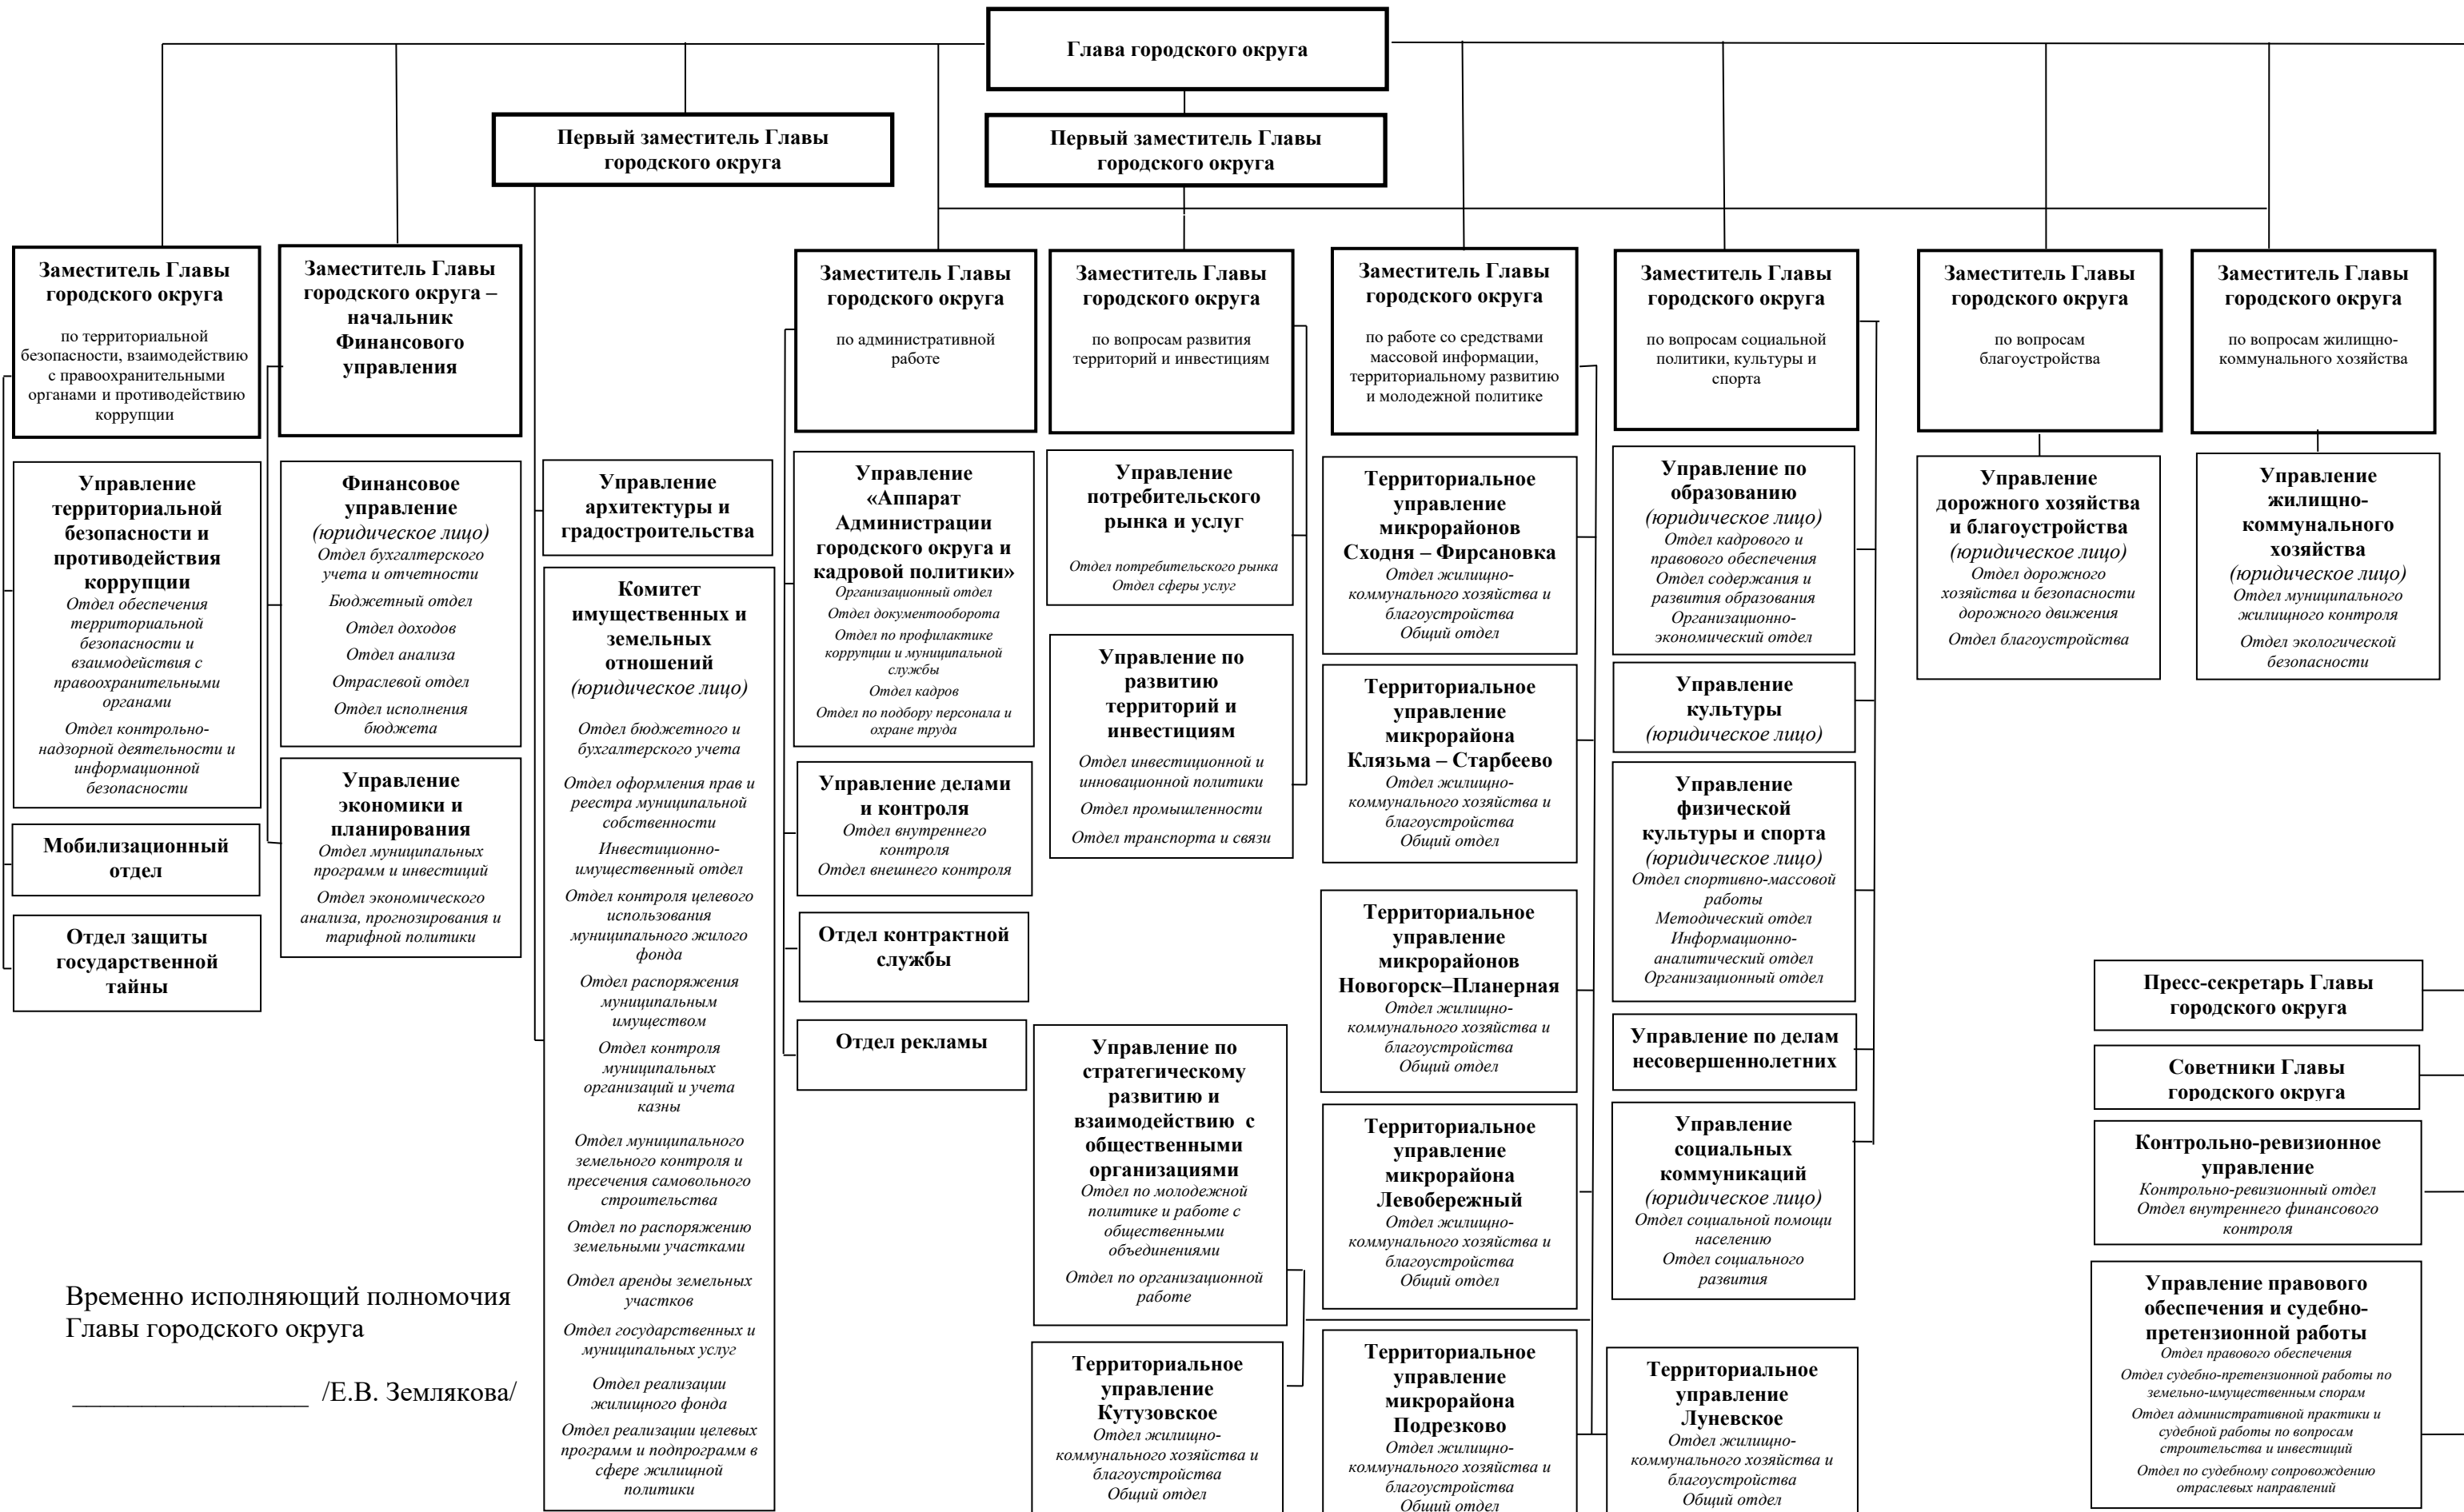 Глава городского округа
Первый заместитель Главы
городского округа
Первый заместитель Главы
городского округа
Заместитель Главы
городского округа
по территориальной
безопасности, взаимодействию
с правоохранительными
органами и противодействию
коррупции
Управление
территориальной
безопасности и
противодействия
коррупции
Отдел обеспечения
территориальной
безопасности и
взаимодействия с
правоохранительными
органами
Отдел контрольно-
надзорной деятельности и
информационной
безопасности
Мобилизационный
отдел
Отдел защиты
государственной
тайны
Заместитель Главы
городского округа –
начальник
Финансового
управления
Финансовое
управление
(юридическое лицо)
Отдел бухгалтерского
учета и отчетности
Бюджетный отдел
Отдел доходов
Отдел анализа
Отраслевой отдел
Отдел исполнения
бюджета
Управление
экономики и
планирования
Отдел муниципальных
программ и инвестиций
Отдел экономического
анализа, прогнозирования и
тарифной политики
Управление
архитектуры и
градостроительства
Комитет
имущественных и
земельных
отношений
(юридическое лицо)
Отдел бюджетного и
бухгалтерского учета
Отдел оформления прав и
реестра муниципальной
собственности
Инвестиционно-
имущественный отдел
Отдел контроля целевого
использования
муниципального жилого
фонда
Отдел распоряжения
муниципальным
имуществом
Отдел контроля
муниципальных
организаций и учета
казны
Отдел муниципального
земельного контроля и
пресечения самовольного
строительства
Отдел по распоряжению
земельными участками
Отдел аренды земельных
участков
Отдел государственных и
муниципальных услуг
Отдел реализации
жилищного фонда
Отдел реализации целевых
программ и подпрограмм в
сфере жилищной
политики
Заместитель Главы
городского округа
по административной
работе
Управление
«Аппарат
Администрации
городского округа и
кадровой политики»
Организационный отдел
Отдел документооборота
Отдел по профилактике
коррупции и муниципальной
службы
Отдел кадров
Отдел по подбору персонала и
охране труда
Управление делами
и контроля
Отдел внутреннего
контроля
Отдел внешнего контроля
Отдел контрактной
службы
Отдел рекламы
Заместитель Главы
городского округа
по вопросам развития
территорий и инвестициям
Управление
потребительского
рынка и услуг
Отдел потребительского рынка
Отдел сферы услуг
Управление по
развитию
территорий и
инвестициям
Отдел инвестиционной и
инновационной политики
Отдел промышленности
Отдел транспорта и связи
Управление по
стратегическому
развитию и
взаимодействию с
общественными
организациями
Отдел по молодежной
политике и работе с
общественными
объединениями
Отдел по организационной
работе
Территориальное
управление
Кутузовское
Отдел жилищно-
коммунального хозяйства и
благоустройства
Общий отдел
Заместитель Главы
городского округа
по работе со средствами
массовой информации,
территориальному развитию
и молодежной политике
Территориальное
управление
микрорайонов
Сходня – Фирсановка
Отдел жилищно-
коммунального хозяйства и
благоустройства
Общий отдел
Территориальное
управление
микрорайона
Клязьма – Старбеево
Отдел жилищно-
коммунального хозяйства и
благоустройства
Общий отдел
Территориальное
управление
микрорайонов
Новогорск–Планерная
Отдел жилищно-
коммунального хозяйства и
благоустройства
Общий отдел
Территориальное
управление
микрорайона
Левобережный
Отдел жилищно-
коммунального хозяйства и
благоустройства
Общий отдел
Территориальное
управление
микрорайона
Подрезково
Отдел жилищно-
коммунального хозяйства и
благоустройства
Общий отдел
Заместитель Главы
городского округа
по вопросам социальной
политики, культуры и
спорта
Управление по
образованию
(юридическое лицо)
Отдел кадрового и
правового обеспечения
Отдел содержания и
развития образования
Организационно-
экономический отдел
Управление
культуры
(юридическое лицо)
Управление
физической
культуры и спорта
(юридическое лицо)
Отдел спортивно-массовой
работы
Методический отдел
Информационно-
аналитический отдел
Организационный отдел
Управление по делам
несовершеннолетних
Управление
социальных
коммуникаций
(юридическое лицо)
Отдел социальной помощи
населению
Отдел социального
развития
Территориальное
управление
Луневское
Отдел жилищно-
коммунального хозяйства и
благоустройства
Общий отдел
Заместитель Главы
городского округа
по вопросам
благоустройства
Управление
дорожного хозяйства
и благоустройства
(юридическое лицо)
Отдел дорожного
хозяйства и безопасности
дорожного движения
Отдел благоустройства
Заместитель Главы
городского округа
по вопросам жилищно-
коммунального хозяйства
Управление
жилищно-
коммунального
хозяйства
(юридическое лицо)
Отдел муниципального
жилищного контроля
Отдел экологической
безопасности
Пресс-секретарь Главы
городского округа
Советники Главы
городского округа
Контрольно-ревизионное
управление
Контрольно-ревизионный отдел
Отдел внутреннего финансового
контроля
Управление правового
обеспечения и судебно-
претензионной работы
Отдел правового обеспечения
Отдел судебно-претензионной работы по
земельно-имущественным спорам
Отдел административной практики и
судебной работы по вопросам
строительства и инвестиций
Отдел по судебному сопровождению
отраслевых направлений
Временно исполняющий полномочия
Главы городского округа
_________________ /Е.В. Землякова/